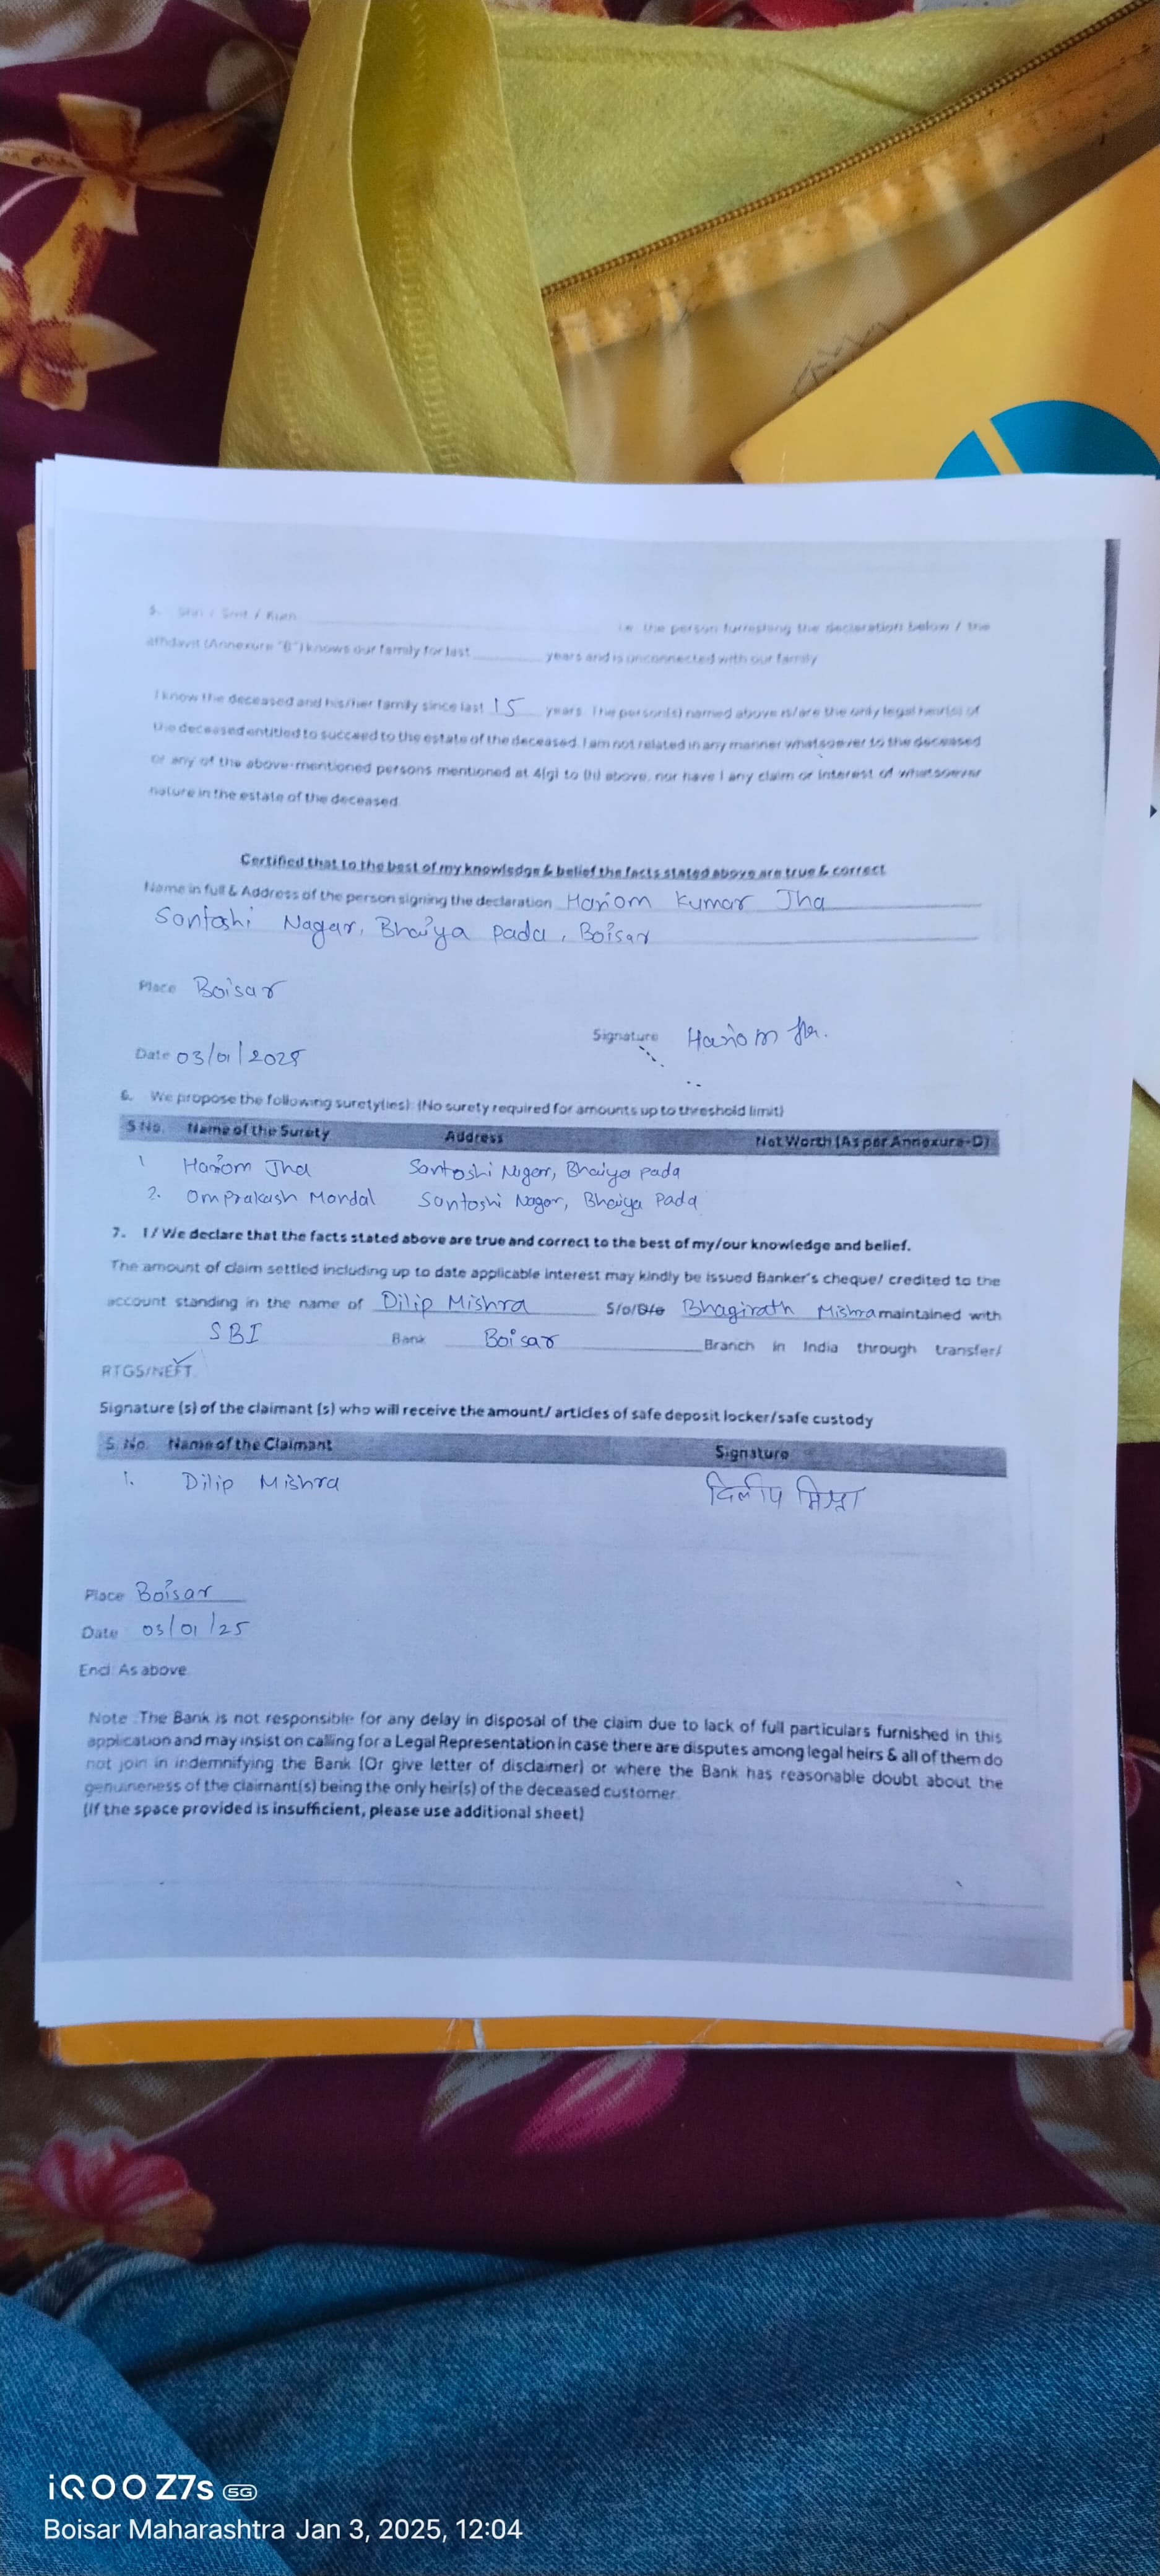 5. Shri / Smt / Kum ____ i.e. the person furnishing the declaration below / the
affidavit (Annexure "B") knows our family for last ____ years and is unconnected with our family
I know the deceased and his/her family since last 15 years. The person(s) named above is/are the only legal heir(s) of
the deceased entitled to succeed to the estate of the deceased. I am not related in any manner whatsoever to the deceased
or any of the above-mentioned persons mentioned at 4(g) to (h) above, nor have I any claim or interest of whatsoever
nature in the estate of the deceased.
Certified that to the best of my knowledge & belief the facts stated above are true & correct
Name in full & Address of the person signing the declaration Hariom Kumar Jha
Santoshi Nagar, Bhaiya pada, Boisar
Place Boisar
Signature Hariom Jha.
Date 03/01/2025
6. We propose the following surety(ies): (No surety required for amounts up to threshold limit)
S No. Name of the Surety Address Net Worth (As per Annexure-D)
1 Hariom Jha Santoshi Nagar, Bhaiya pada
2. Omprakash Mondal Santoshi Nagar, Bhaiya Pada
7. I/ We declare that the facts stated above are true and correct to the best of my/our knowledge and belief.
The amount of claim settled including up to date applicable interest may kindly be issued Banker's cheque/ credited to the
account standing in the name of Dilip Mishra S/o/D/o Bhagirath Mishra maintained with
SBI Bank Boisar Branch in India through transfer/
RTGS/NEFT
Signature (s) of the claimant (s) who will receive the amount/ articles of safe deposit locker/safe custody
S. No. Name of the Claimant Signature
1. Dilip Mishra दिलीप मिश्रा
Place Boisar
Date 03/01/25
Encl: As above.
Note :The Bank is not responsible for any delay in disposal of the claim due to lack of full particulars furnished in this
application and may insist on calling for a Legal Representation in case there are disputes among legal heirs & all of them do
not join in indemnifying the Bank (Or give letter of disclaimer) or where the Bank has reasonable doubt about the
genuineness of the claimant(s) being the only heir(s) of the deceased customer.
(If the space provided is insufficient, please use additional sheet)
iQOO Z7s 5G
Boisar Maharashtra Jan 3, 2025, 12:04